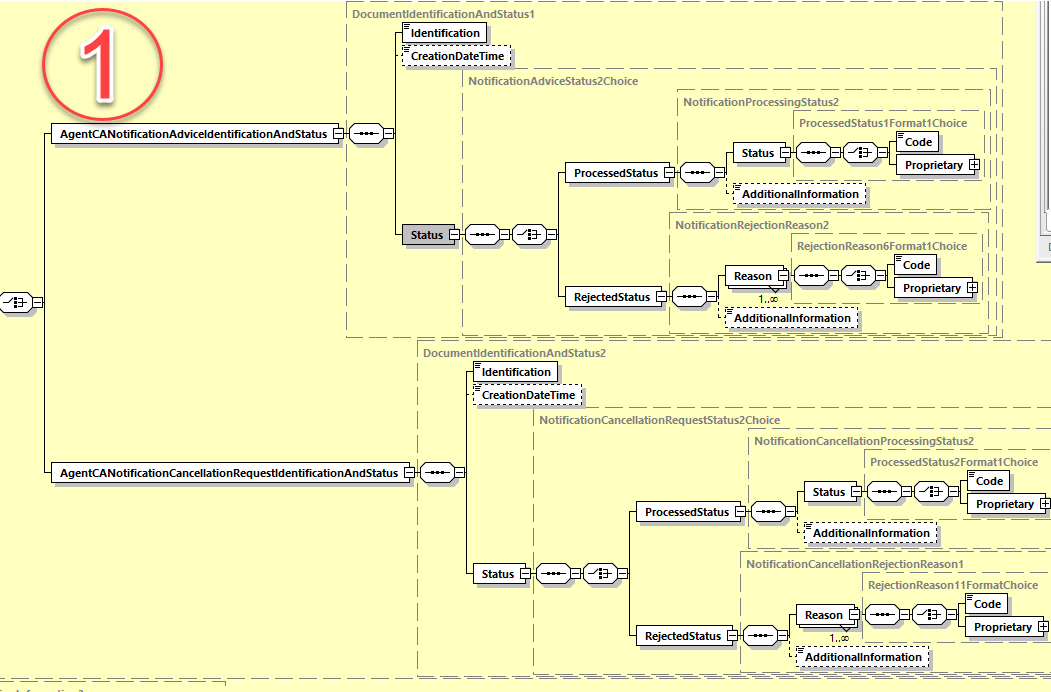 1
DocumentIdentificationAndStatus1
Identification
CreationDateTime
NotificationAdviceStatus2Choice
NotificationProcessingStatus2
ProcessedStatus1Format1Choice
AgentCANotificationAdviceIdentificationAndStatus
Code
Status
ProcessedStatus
Proprietary
AdditionalInformation
NotificationRejectionReason2
Status
RejectionReason6Format1Choice
Code
Reason
Proprietary
RejectedStatus
1..∞
AdditionalInformation
DocumentIdentificationAndStatus2
Identification
CreationDateTime
NotificationCancellationRequestStatus2Choice
NotificationCancellationProcessingStatus2
ProcessedStatus2Format1Choice
AgentCANotificationCancellationRequestIdentificationAndStatus
Code
Status
Proprietary
ProcessedStatus
AdditionalInformation
NotificationCancellationRejectionReason1
Status
RejectionReason11FormatChoice
Code
Reason
Proprietary
RejectedStatus
1..∞
AdditionalInformation